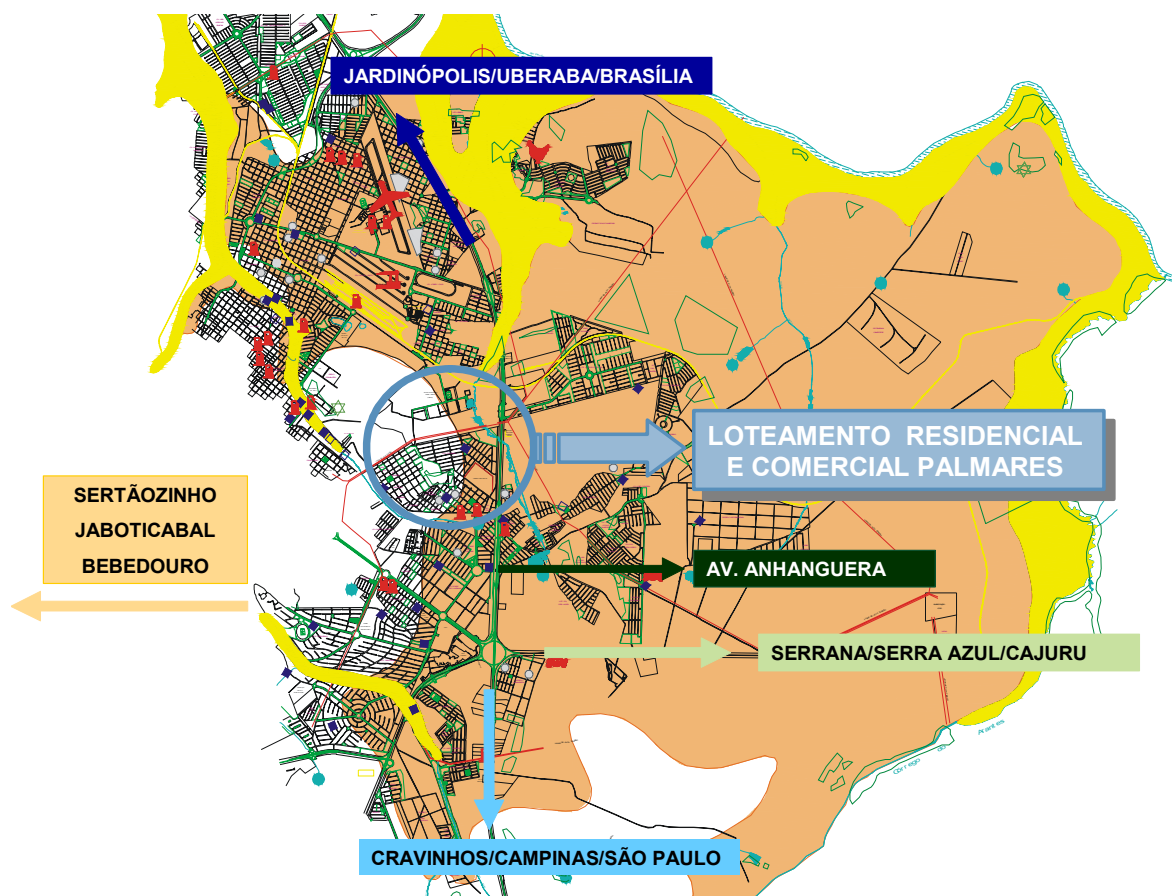 JARDINÓPOLIS/UBERABA/BRASÍLIA
LOTEAMENTO RESIDENCIAL
E COMERCIAL PALMARES
SERTÃOZINHO
JABOTICABAL
BEBEDOURO
AV. ANHANGUERA
SERRANA/SERRA AZUL/CAJURU
CRAVINHOS/CAMPINAS/SÃO PAULO